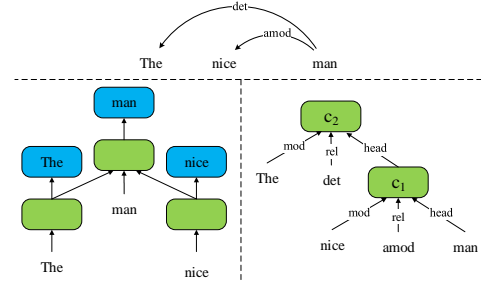 det
amod
The nice man
man
The
nice
man
The
nice
c2
mod rel head
The det
c1
mod rel head
nice amod man